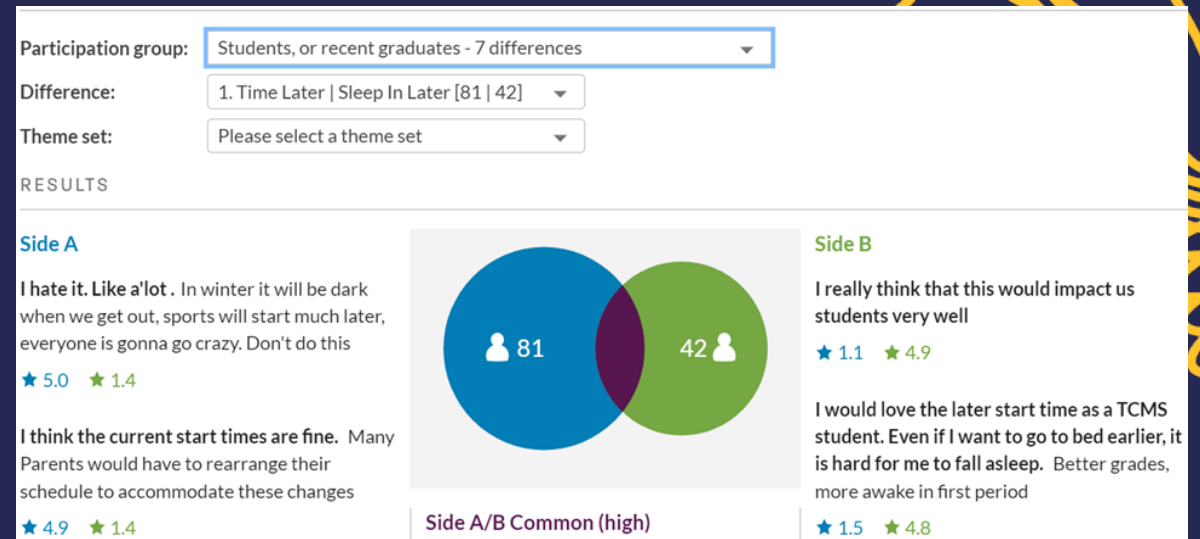 Participation group: Students, or recent graduates - 7 differences
Difference: 1. Time Later | Sleep In Later [81 | 42]
Theme set: Please select a theme set
RESULTS
Side A
I hate it. Like a'lot . In winter it will be dark
when we get out, sports will start much later,
everyone is gonna go crazy. Don't do this
5.0 1.4
I think the current start times are fine. Many
Parents would have to rearrange their
schedule to accommodate these changes
4.9 1.4
81
42
Side A/B Common (high)
Side B
I really think that this would impact us
students very well
1.1 4.9
I would love the later start time as a TCMS
student. Even if I want to go to bed earlier, it
is hard for me to fall asleep. Better grades,
more awake in first period
1.5 4.8